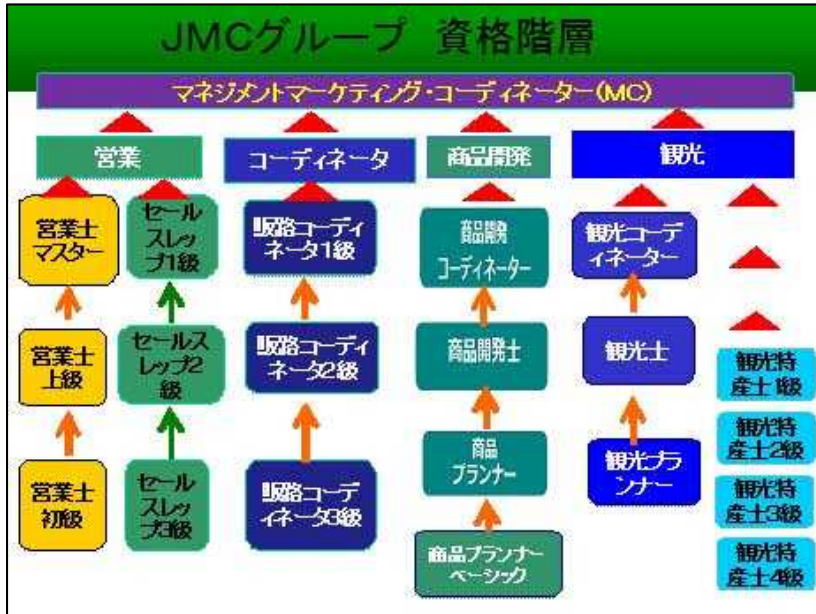 JMCグループ 資格階層
マネジメントマーケティング・コーディネーター(MC)
営業
コーディネータ
商品開発
観光
営業士
マスター
セール
スレッ
プ1級
販路コーディ
ネータ1級
商品開発
コーディネーター
観光コーデ
ィネーター
営業士
上級
セールス
レップ2
級
販路コーディ
ネータ2級
商品開発士
観光士
観光特
産士1級
観光特
産士2級
観光特
産士3級
観光特
産士4級
営業士
初級
セール
スレッ
プ3級
販路コーデ
ィネータ3級
商品
プランナー
観光プラ
ンナー
商品プランナー
ベーシック